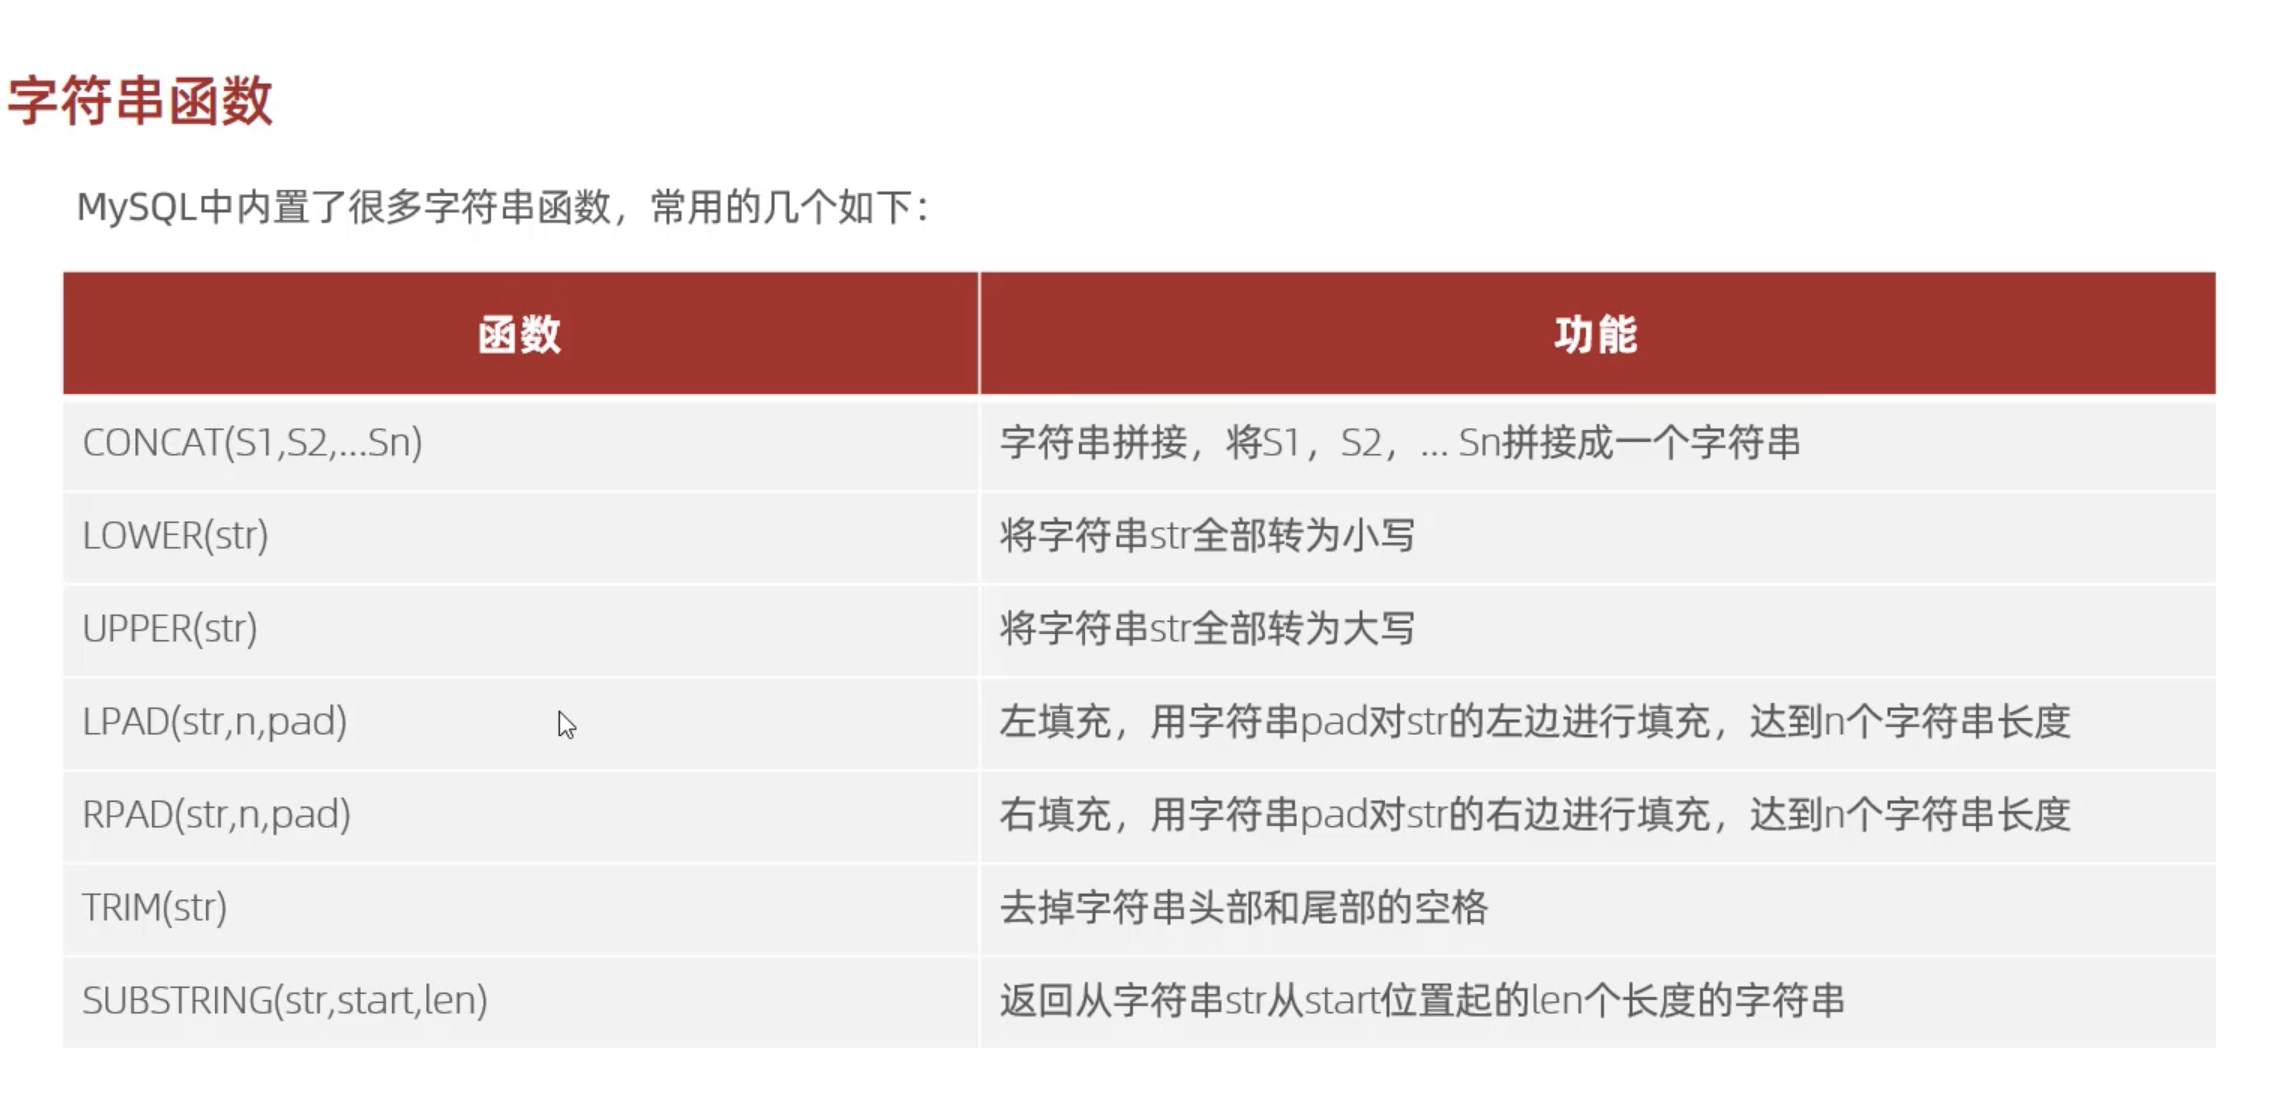 字符串函数
MySQL中内置了很多字符串函数，常用的几个如下：
函数 功能
CONCAT(S1,S2,...Sn) 字符串拼接，将S1，S2，... Sn拼接成一个字符串
LOWER(str) 将字符串str全部转为小写
UPPER(str) 将字符串str全部转为大写
LPAD(str,n,pad) 左填充，用字符串pad对str的左边进行填充，达到n个字符串长度
RPAD(str,n,pad) 右填充，用字符串pad对str的右边进行填充，达到n个字符串长度
TRIM(str) 去掉字符串头部和尾部的空格
SUBSTRING(str,start,len) 返回从字符串str从start位置起的len个长度的字符串